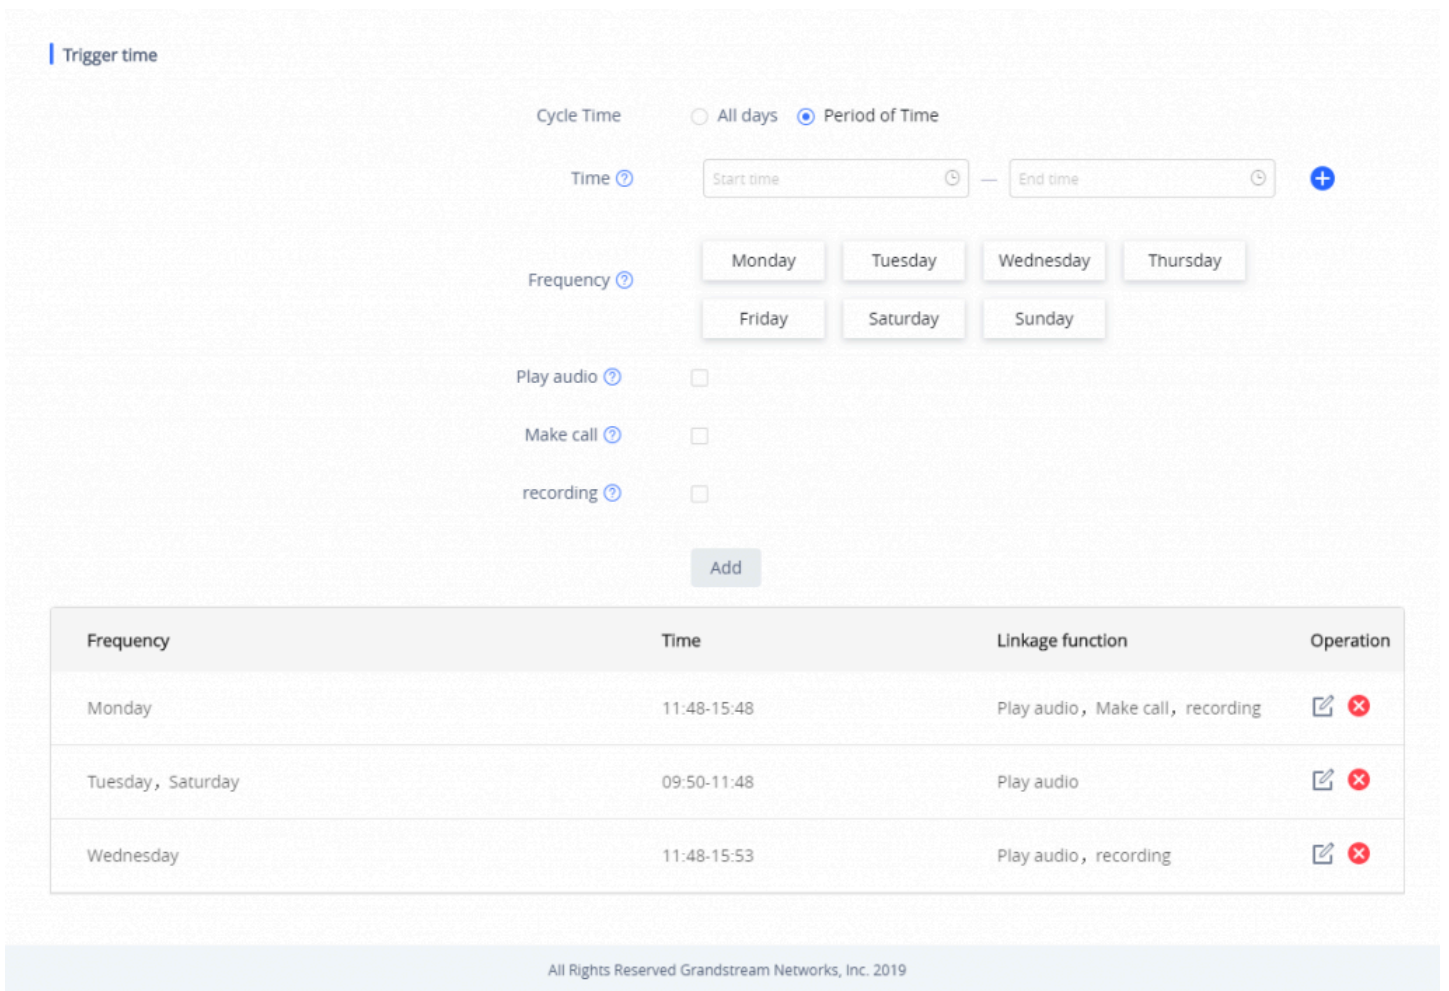 Trigger time
Cycle Time All days Period of Time
Time Start time — End time
Frequency Monday Tuesday Wednesday Thursday
Friday Saturday Sunday
Play audio
Make call
recording
Add
Frequency Time Linkage function Operation
Monday 11:48-15:48 Play audio，Make call，recording
Tuesday，Saturday 09:50-11:48 Play audio
Wednesday 11:48-15:53 Play audio，recording
All Rights Reserved Grandstream Networks, Inc. 2019